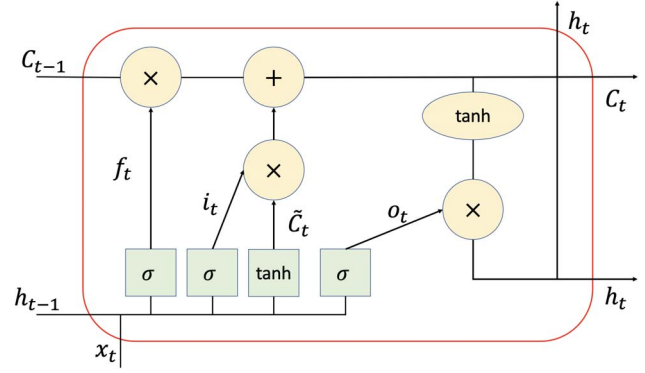 h_t
C_{t-1}
×
+
C_t
tanh
f_t
i_t
×
C̃_t
o_t
×
σ
σ
tanh
σ
h_{t-1}
h_t
x_t